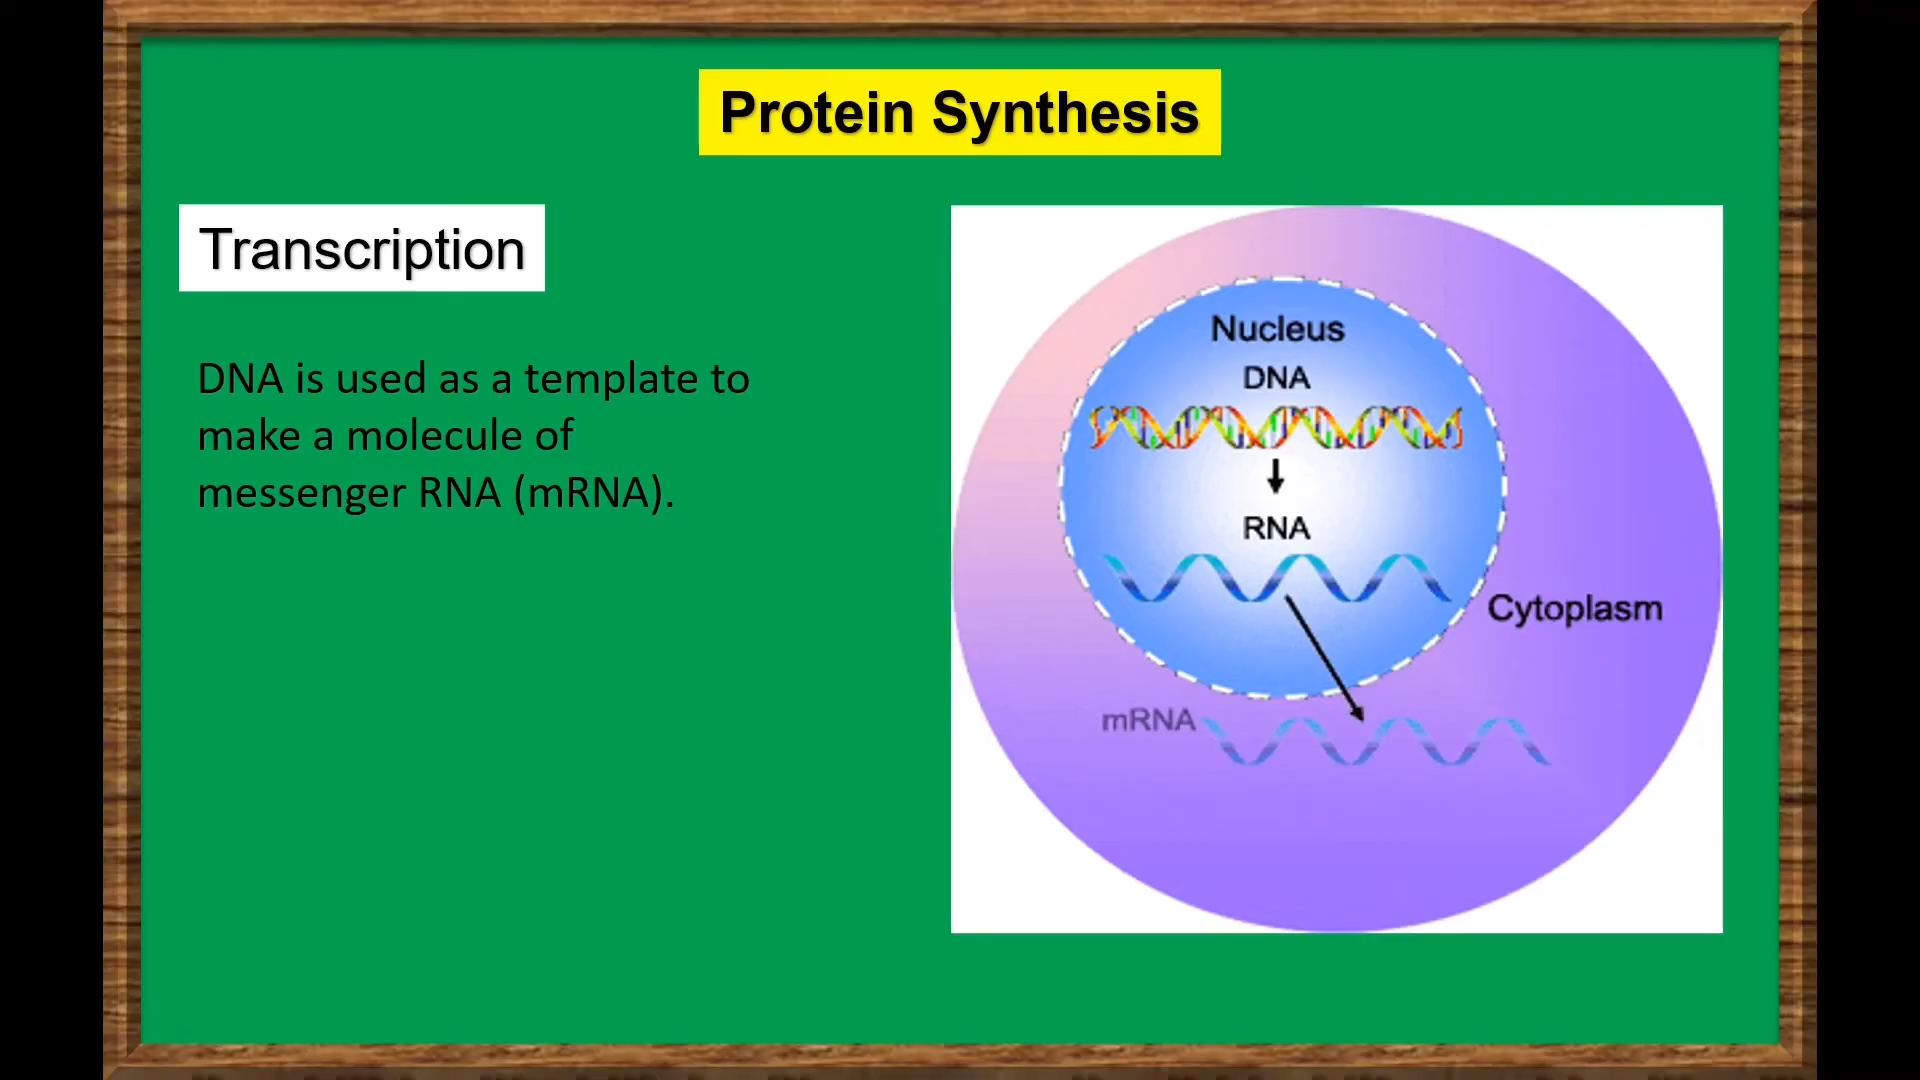 Protein Synthesis
Transcription
DNA is used as a template to
make a molecule of
messenger RNA (mRNA).
Nucleus
DNA
RNA
Cytoplasm
mRNA